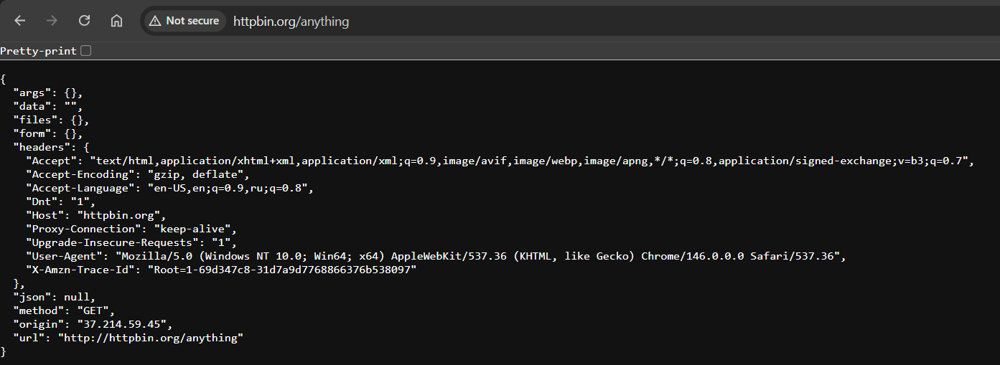 Not secure httpbin.org/anything
Pretty-print
{
  "args": {},
  "data": "",
  "files": {},
  "form": {},
  "headers": {
    "Accept": "text/html,application/xhtml+xml,application/xml;q=0.9,image/avif,image/webp,image/apng,*/*;q=0.8,application/signed-exchange;v=b3;q=0.7",
    "Accept-Encoding": "gzip, deflate",
    "Accept-Language": "en-US,en;q=0.9,ru;q=0.8",
    "Dnt": "1",
    "Host": "httpbin.org",
    "Proxy-Connection": "keep-alive",
    "Upgrade-Insecure-Requests": "1",
    "User-Agent": "Mozilla/5.0 (Windows NT 10.0; Win64; x64) AppleWebKit/537.36 (KHTML, like Gecko) Chrome/146.0.0.0 Safari/537.36",
    "X-Amzn-Trace-Id": "Root=1-69d347c8-31d7a9d7768866376b538097"
  },
  "json": null,
  "method": "GET",
  "origin": "37.214.59.45",
  "url": "http://httpbin.org/anything"
}